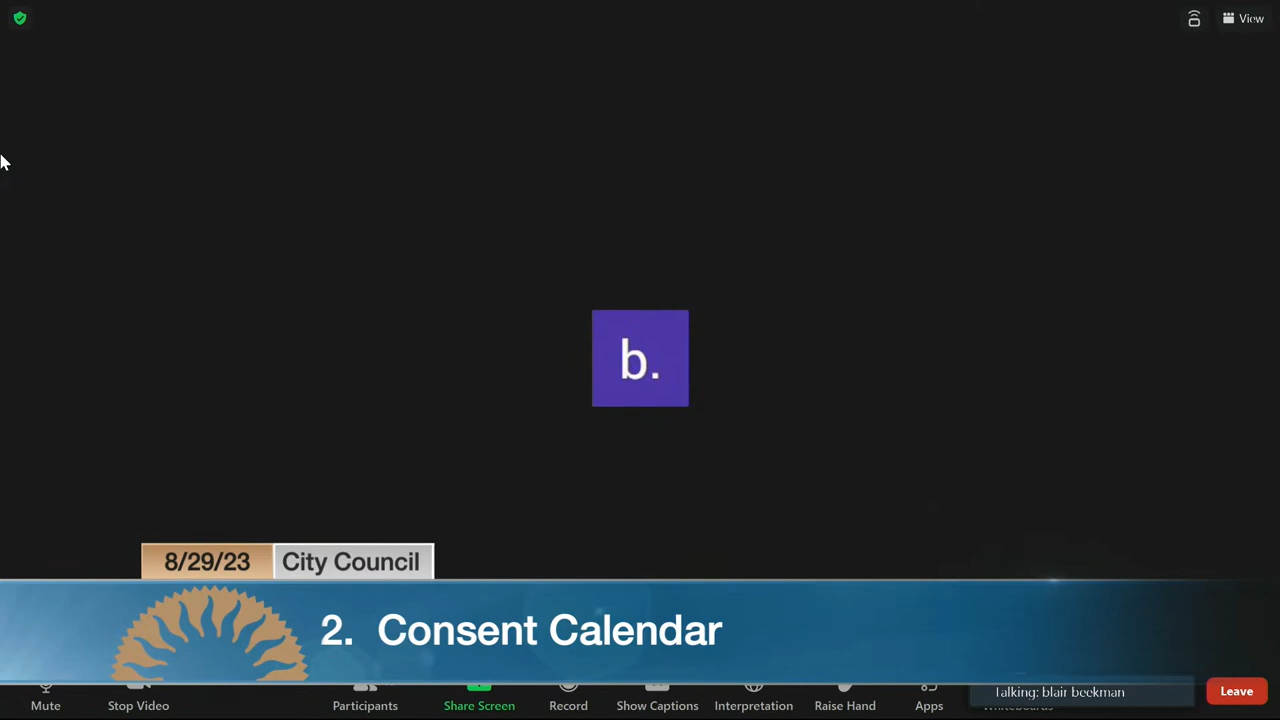 View
b.
8/29/23 City Council
2. Consent Calendar
Talking: blair beekman
Leave
Mute
Stop Video
Participants
Share Screen
Record
Show Captions
Interpretation
Raise Hand
Apps
Whiteboards